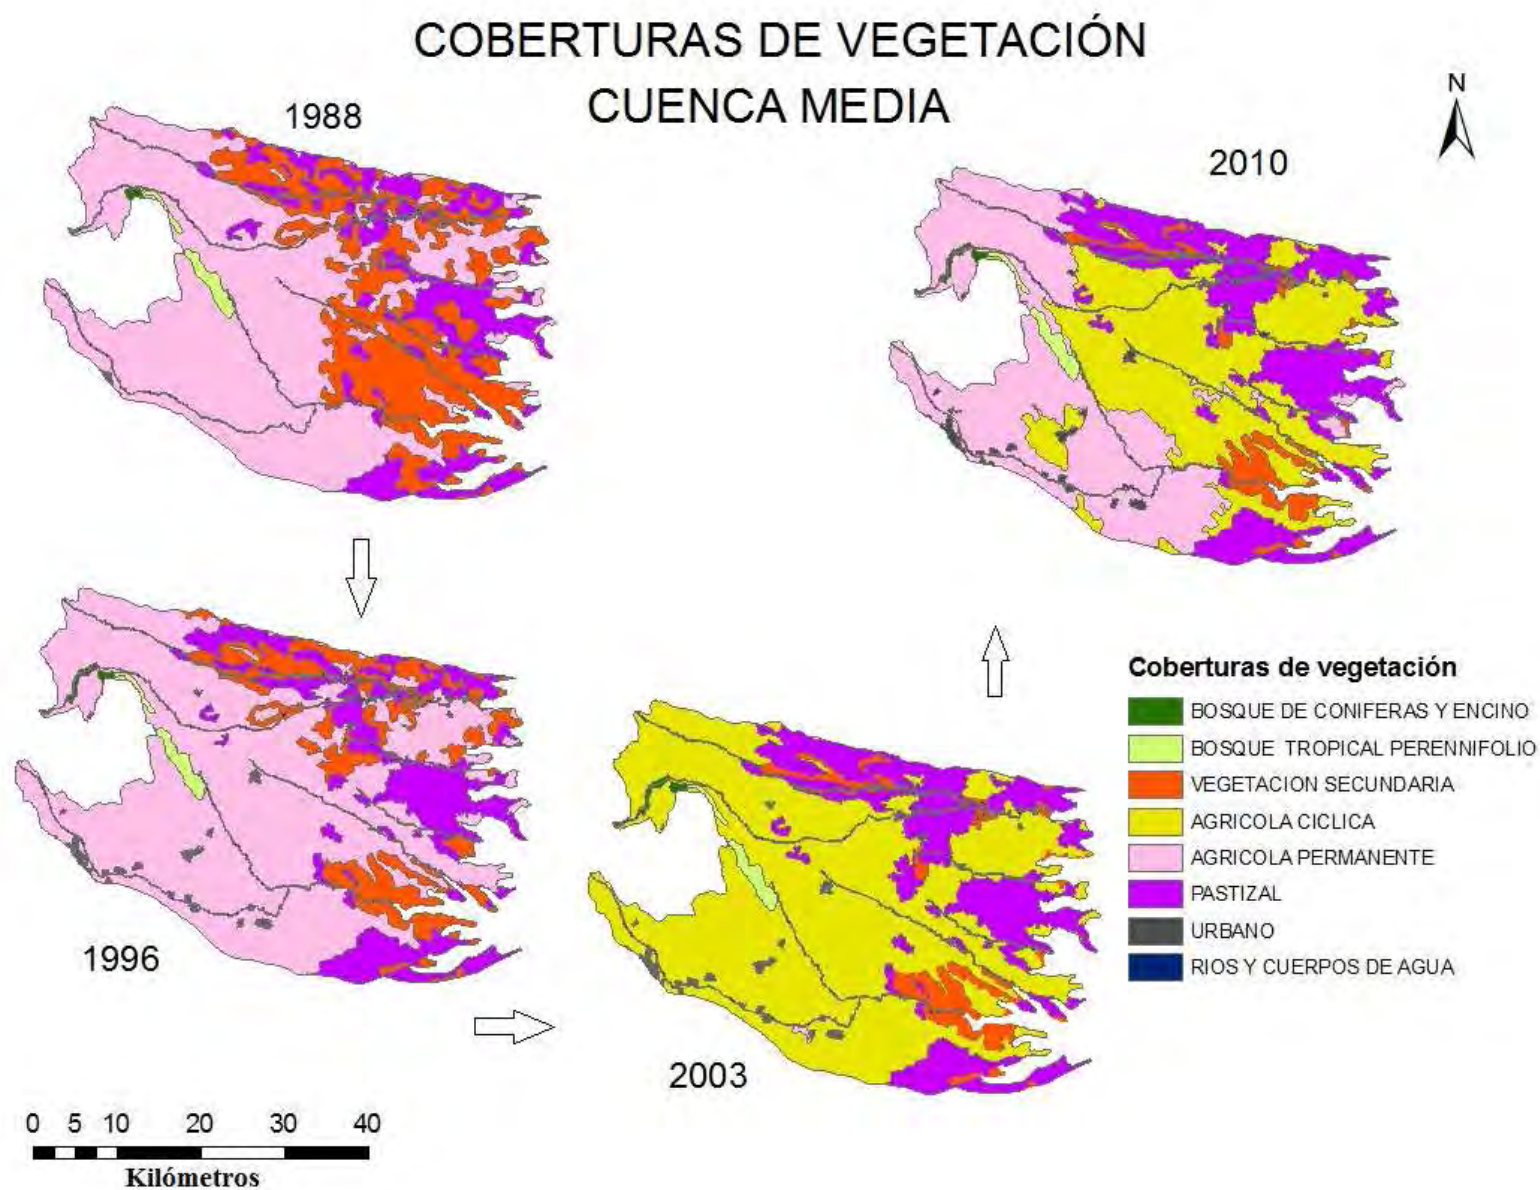 COBERTURAS DE VEGETACIÓN
CUENCA MEDIA
1988
N
2010
1996
2003
Coberturas de vegetación
BOSQUE DE CONIFERAS Y ENCINO
BOSQUE TROPICAL PERENNIFOLIO
VEGETACION SECUNDARIA
AGRICOLA CICLICA
AGRICOLA PERMANENTE
PASTIZAL
URBANO
RIOS Y CUERPOS DE AGUA
0 5 10 20 30 40
Kilómetros